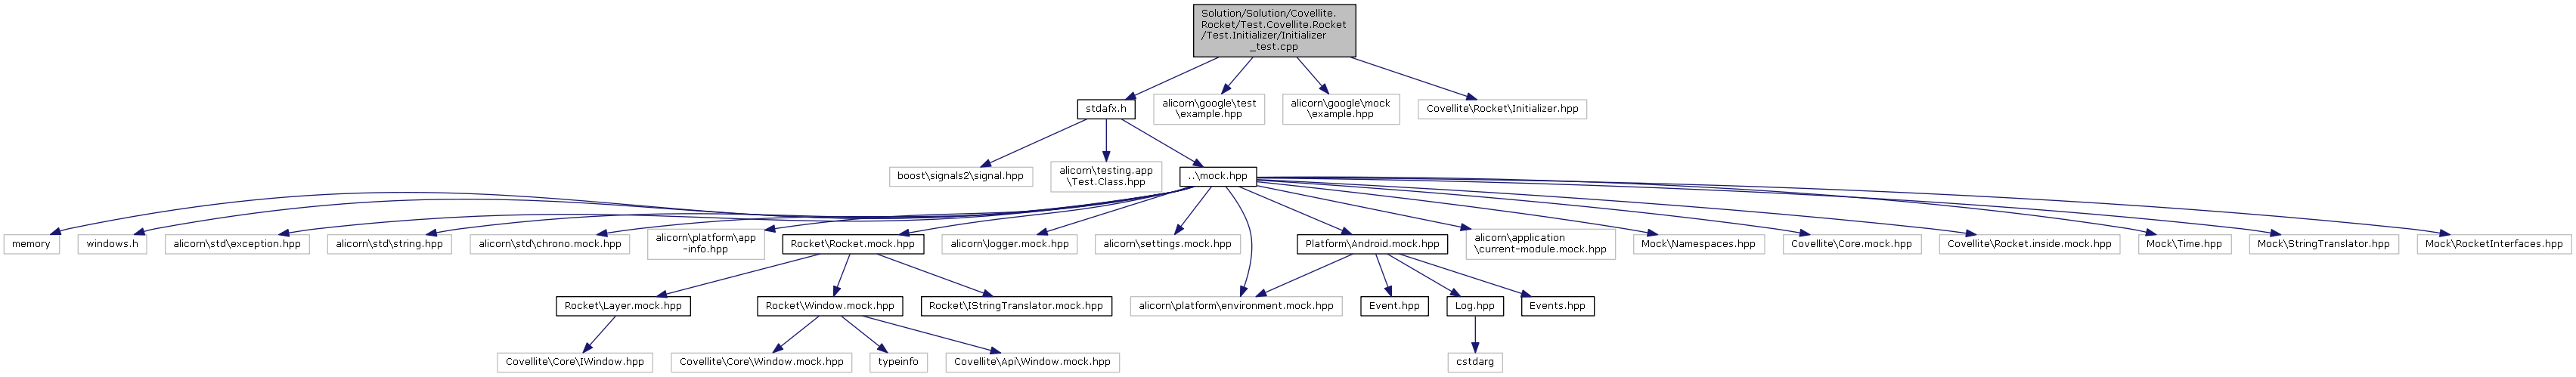 Solution/Solution/Covellite.
Rocket/Test.Covellite.Rocket
/Test.Initializer/Initializer
_test.cpp
stdafx.h
alicorn\google\test
\example.hpp
alicorn\google\mock
\example.hpp
Covellite\Rocket\Initializer.hpp
boost\signals2\signal.hpp
alicorn\testing.app
\Test.Class.hpp
..\mock.hpp
memory
windows.h
alicorn\std\exception.hpp
alicorn\std\string.hpp
alicorn\std\chrono.mock.hpp
alicorn\platform\app
-info.hpp
Rocket\Rocket.mock.hpp
alicorn\logger.mock.hpp
alicorn\settings.mock.hpp
Platform\Android.mock.hpp
alicorn\application
\current-module.mock.hpp
Mock\Namespaces.hpp
Covellite\Core.mock.hpp
Covellite\Rocket.inside.mock.hpp
Mock\Time.hpp
Mock\StringTranslator.hpp
Mock\RocketInterfaces.hpp
Rocket\Layer.mock.hpp
Rocket\Window.mock.hpp
Rocket\IStringTranslator.mock.hpp
alicorn\platform\environment.mock.hpp
Event.hpp
Log.hpp
Events.hpp
Covellite\Core\IWindow.hpp
Covellite\Core\Window.mock.hpp
typeinfo
Covellite\Api\Window.mock.hpp
cstdarg